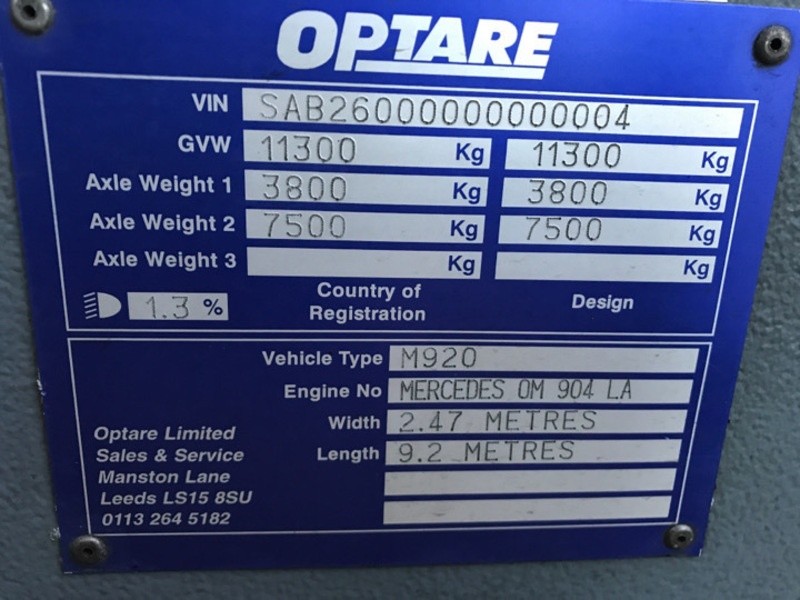 OPTARE
VIN SAB26000000000004
GVW 11300 Kg 11300 Kg
Axle Weight 1 3800 Kg 3800 Kg
Axle Weight 2 7500 Kg 7500 Kg
Axle Weight 3 Kg Kg
1.3 %
Country of Registration
Design
Vehicle Type M920
Engine No MERCEDES OM 904 LA
Width 2.47 METRES
Length 9.2 METRES
Optare Limited
Sales & Service
Manston Lane
Leeds LS15 8SU
0113 264 5182